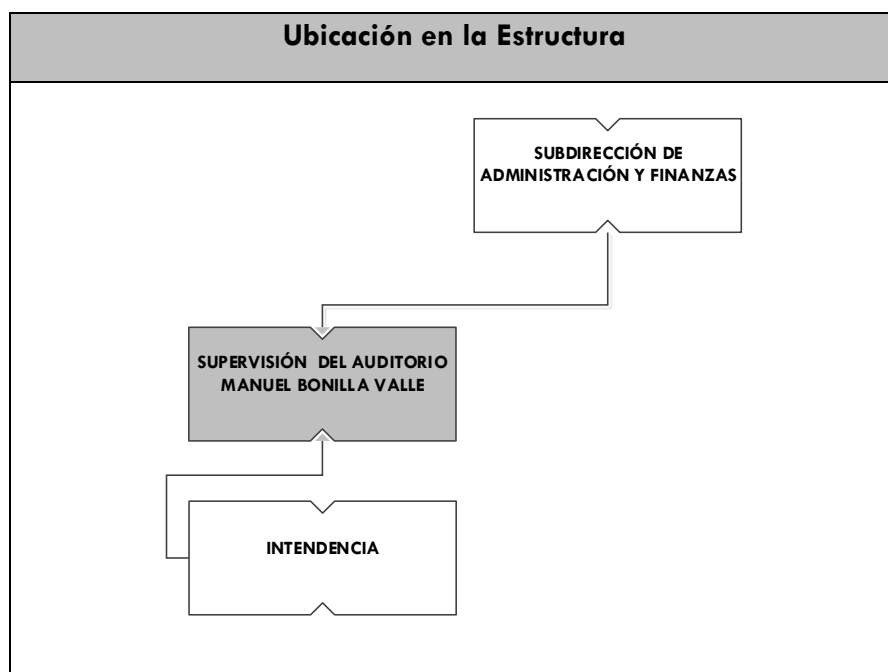 Ubicación en la Estructura
SUBDIRECCIÓN DE
ADMINISTRACIÓN Y FINANZAS
SUPERVISIÓN DEL AUDITORIO
MANUEL BONILLA VALLE
INTENDENCIA